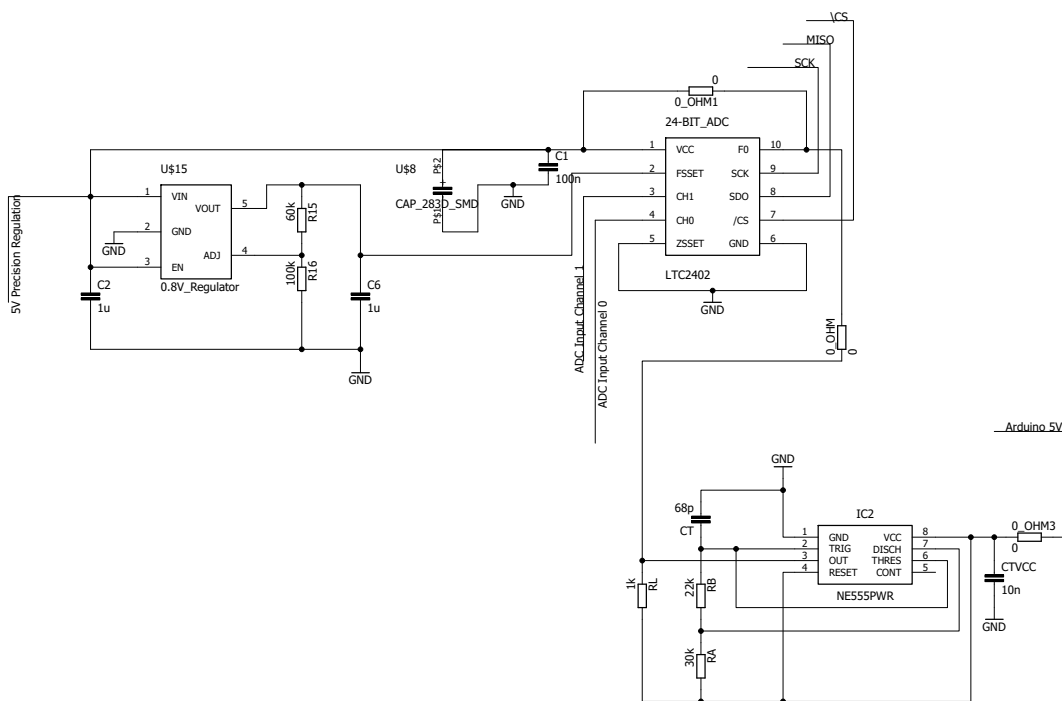 \CS
MISO
SCK
0
0_OHM1
24-BIT_ADC
1 VCC F0 10
2 FSSET SCK 9
3 CH1 SDO 8
4 CH0 /CS 7
5 ZSSET GND 6
LTC2402
GND
C1
100n
GND
U$8
P$2
+
P$1
CAP_283D_SMD
U$15
1 VIN
VOUT 5
2 GND
ADJ 4
3 EN
0.8V_Regulator
GND
60k
R15
100k
R16
C2
1u
C6
1u
GND
5V Precision Regulation
ADC Input Channel 1
ADC Input Channel 0
0_OHM
0
Arduino 5V
GND
68p
CT
IC2
1 GND VCC 8
2 TRIG DISCH 7
3 OUT THRES 6
4 RESET CONT 5
NE555PWR
0_OHM3
0
CTVCC
10n
GND
1k
RL
22k
RB
30k
RA